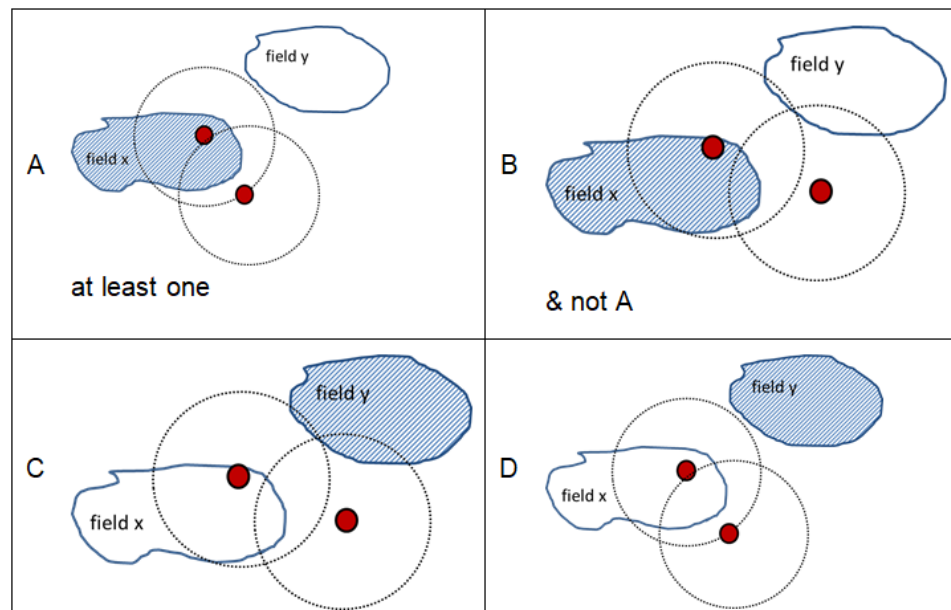 field y
field x
A
at least one
field y
field x
B
& not A
field y
field x
C
field y
field x
D